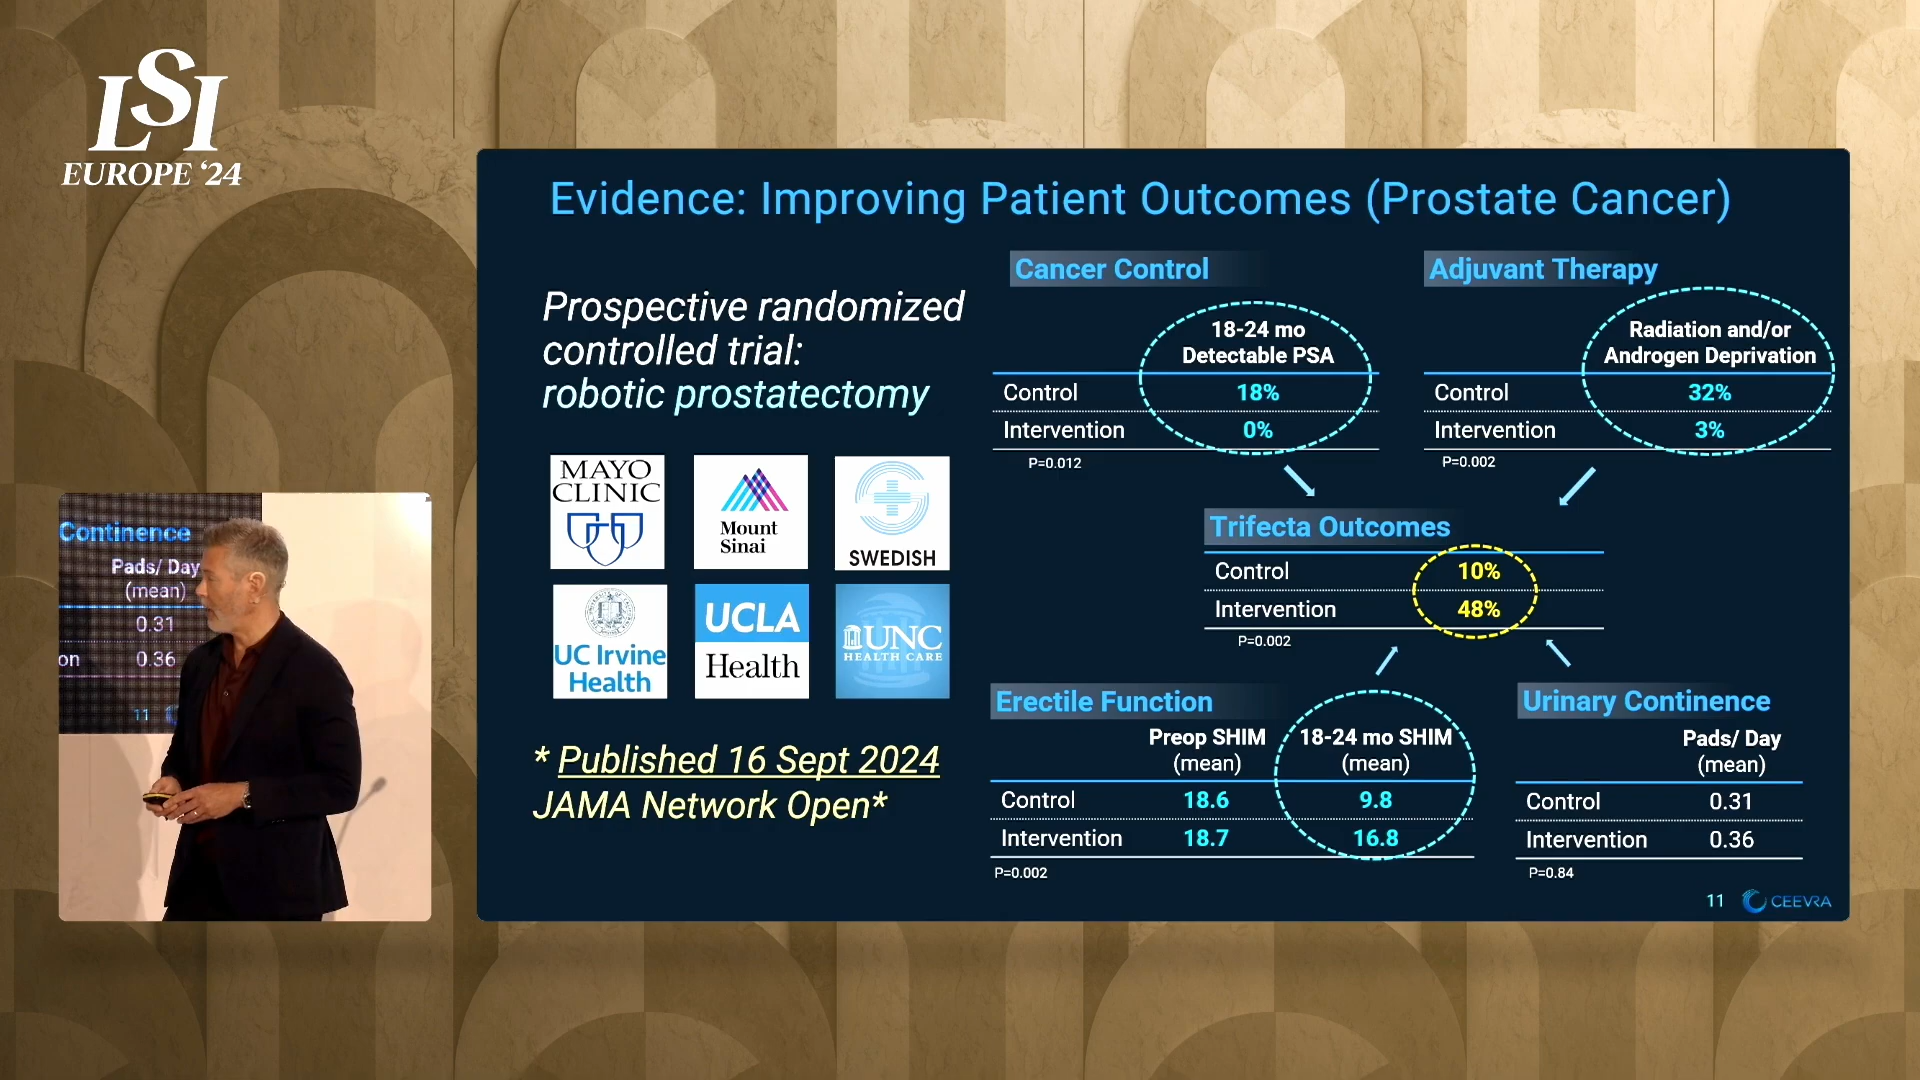 LSI
EUROPE ‘24
Evidence: Improving Patient Outcomes (Prostate Cancer)
Prospective randomized
controlled trial:
robotic prostatectomy
MAYO
CLINIC
Mount
Sinai
SWEDISH
UC Irvine
Health
UCLA
Health
UNC
HEALTH CARE
* Published 16 Sept 2024
JAMA Network Open*
Cancer Control
18-24 mo
Detectable PSA
Control 18%
Intervention 0%
P=0.012
Adjuvant Therapy
Radiation and/or
Androgen Deprivation
Control 32%
Intervention 3%
P=0.002
Trifecta Outcomes
Control 10%
Intervention 48%
P=0.002
Erectile Function
Preop SHIM 18-24 mo SHIM
(mean) (mean)
Control 18.6 9.8
Intervention 18.7 16.8
P=0.002
Urinary Continence
Pads/ Day
(mean)
Control 0.31
Intervention 0.36
P=0.84
11 CEEVRA
Continence
Pads/ Day
(mean)
0.31
on 0.36
11